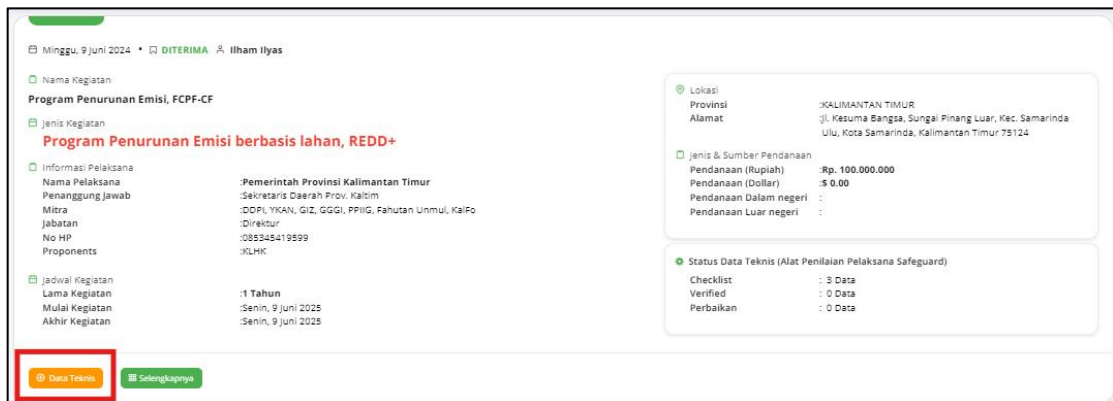 Minggu, 9 Juni 2024 • DITERIMA Ilham Ilyas
Nama Kegiatan
Program Penurunan Emisi, FCPF-CF
Jenis Kegiatan
Program Penurunan Emisi berbasis lahan, REDD+
Informasi Pelaksana
Nama Pelaksana :Pemerintah Provinsi Kalimantan Timur
Penanggung Jawab :Sekretaris Daerah Prov. Kaltim
Mitra :DDPI, YKAN, GIZ, GGGI, PPIIG, Fahutan Unmul, KalFo
Jabatan :Direktur
No HP :085345419599
Proponents :KLHK
Jadwal Kegiatan
Lama Kegiatan :1 Tahun
Mulai Kegiatan :Senin, 9 Juni 2025
Akhir Kegiatan :Senin, 9 Juni 2025
Lokasi
Provinsi :KALIMANTAN TIMUR
Alamat :Jl. Kesuma Bangsa, Sungai Pinang Luar, Kec. Samarinda
Ulu, Kota Samarinda, Kalimantan Timur 75124
Jenis & Sumber Pendanaan
Pendanaan (Rupiah) :Rp. 100.000.000
Pendanaan (Dollar) :$ 0.00
Pendanaan Dalam negeri :
Pendanaan Luar negeri :
Status Data Teknis (Alat Penilaian Pelaksana Safeguard)
Checklist : 3 Data
Verified : 0 Data
Perbaikan : 0 Data
Data Teknis
Selengkapnya